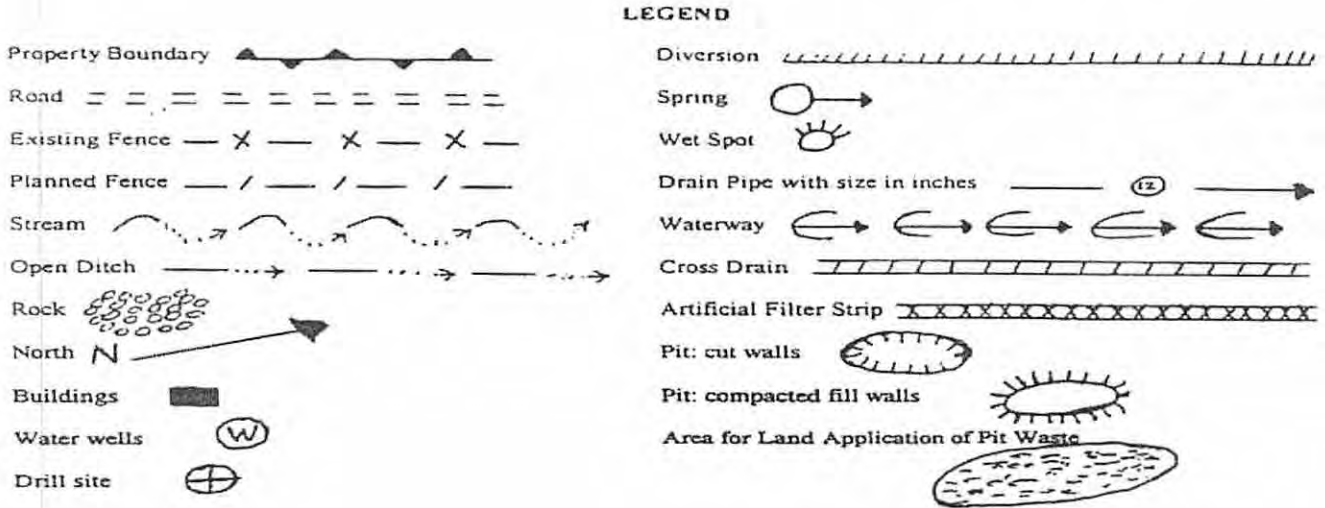 LEGEND
Property Boundary
Road
Existing Fence
Planned Fence
Stream
Open Ditch
Rock
North N
Buildings
Water wells W
Drill site
Diversion
Spring
Wet Spot
Drain Pipe with size in inches 12
Waterway
Cross Drain
Artificial Filter Strip
Pit: cut walls
Pit: compacted fill walls
Area for Land Application of Pit Waste